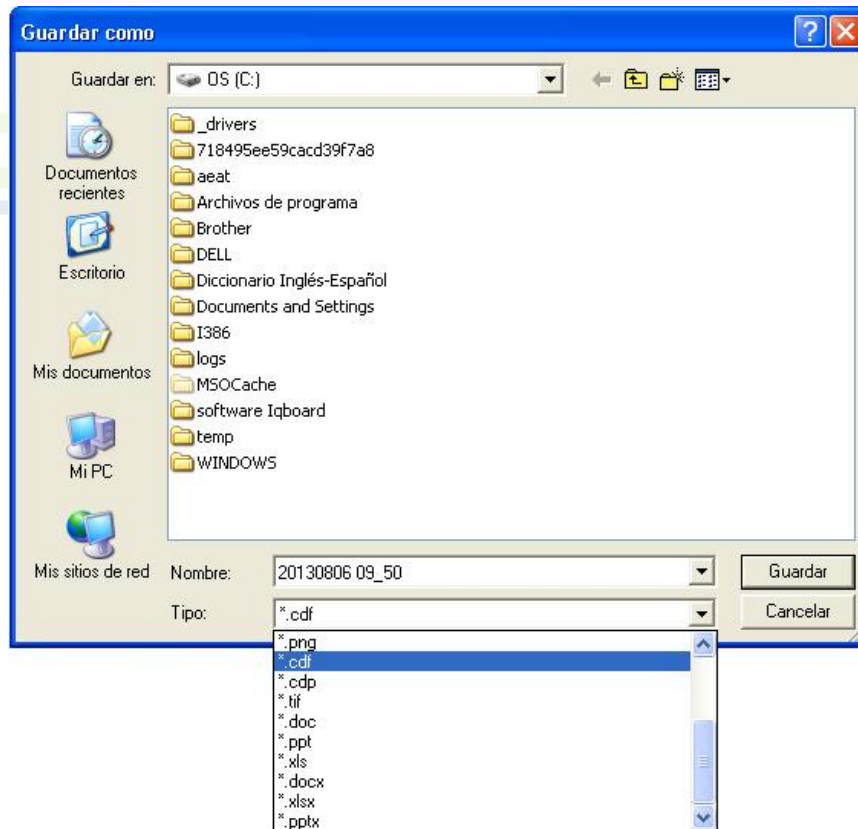 Guardar como
Guardar en:
OS (C:)
_drivers
718495ee59cacd39f7a8
aeat
Archivos de programa
Brother
DELL
Diccionario Inglés-Español
Documents and Settings
I386
logs
MSOCache
software Iqboard
temp
WINDOWS
Documentos
recientes
Escritorio
Mis documentos
Mi PC
Mis sitios de red
Nombre:
20130806 09_50
Guardar
Tipo:
*.cdf
Cancelar
*.png
*.cdf
*.cdp
*.tif
*.doc
*.ppt
*.xls
*.docx
*.xlsx
*.pptx